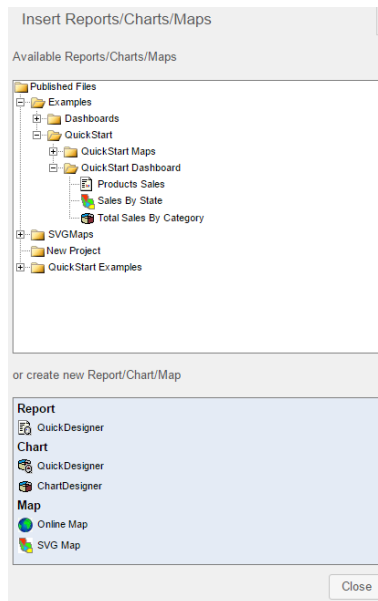 Insert Reports/Charts/Maps
Available Reports/Charts/Maps
Published Files
Examples
Dashboards
QuickStart
QuickStart Maps
QuickStart Dashboard
Products Sales
Sales By State
Total Sales By Category
SVGMaps
New Project
QuickStart Examples
or create new Report/Chart/Map
Report
QuickDesigner
Chart
QuickDesigner
ChartDesigner
Map
Online Map
SVG Map
Close